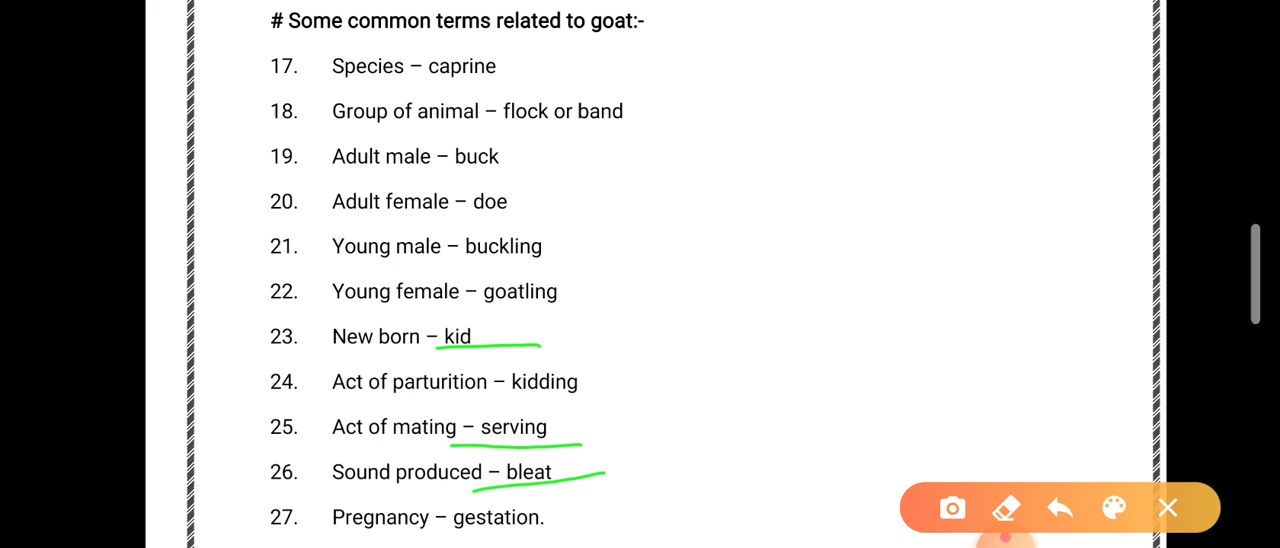 # Some common terms related to goat:-
17. Species – caprine
18. Group of animal – flock or band
19. Adult male – buck
20. Adult female – doe
21. Young male – buckling
22. Young female – goatling
23. New born – kid
24. Act of parturition – kidding
25. Act of mating – serving
26. Sound produced – bleat
27. Pregnancy – gestation.